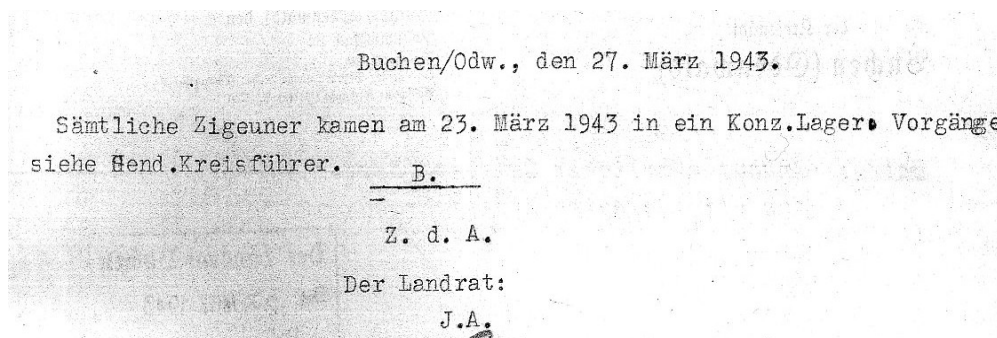 Buchen/Odw., den 27. März 1943.
Sämtliche Zigeuner kamen am 23. März 1943 in ein Konz.Lager. Vorgänge
siehe Gend.Kreisführer.
B.
Z. d. A.
Der Landrat:
J.A.